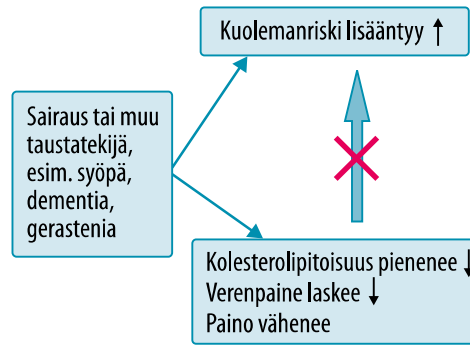 Kuolemanriski lisääntyy ↑
Sairaus tai muu
taustatekijä,
esim. syöpä,
dementia,
gerastenia
Kolesterolipitoisuus pienenee ↓
Verenpaine laskee ↓
Paino vähenee